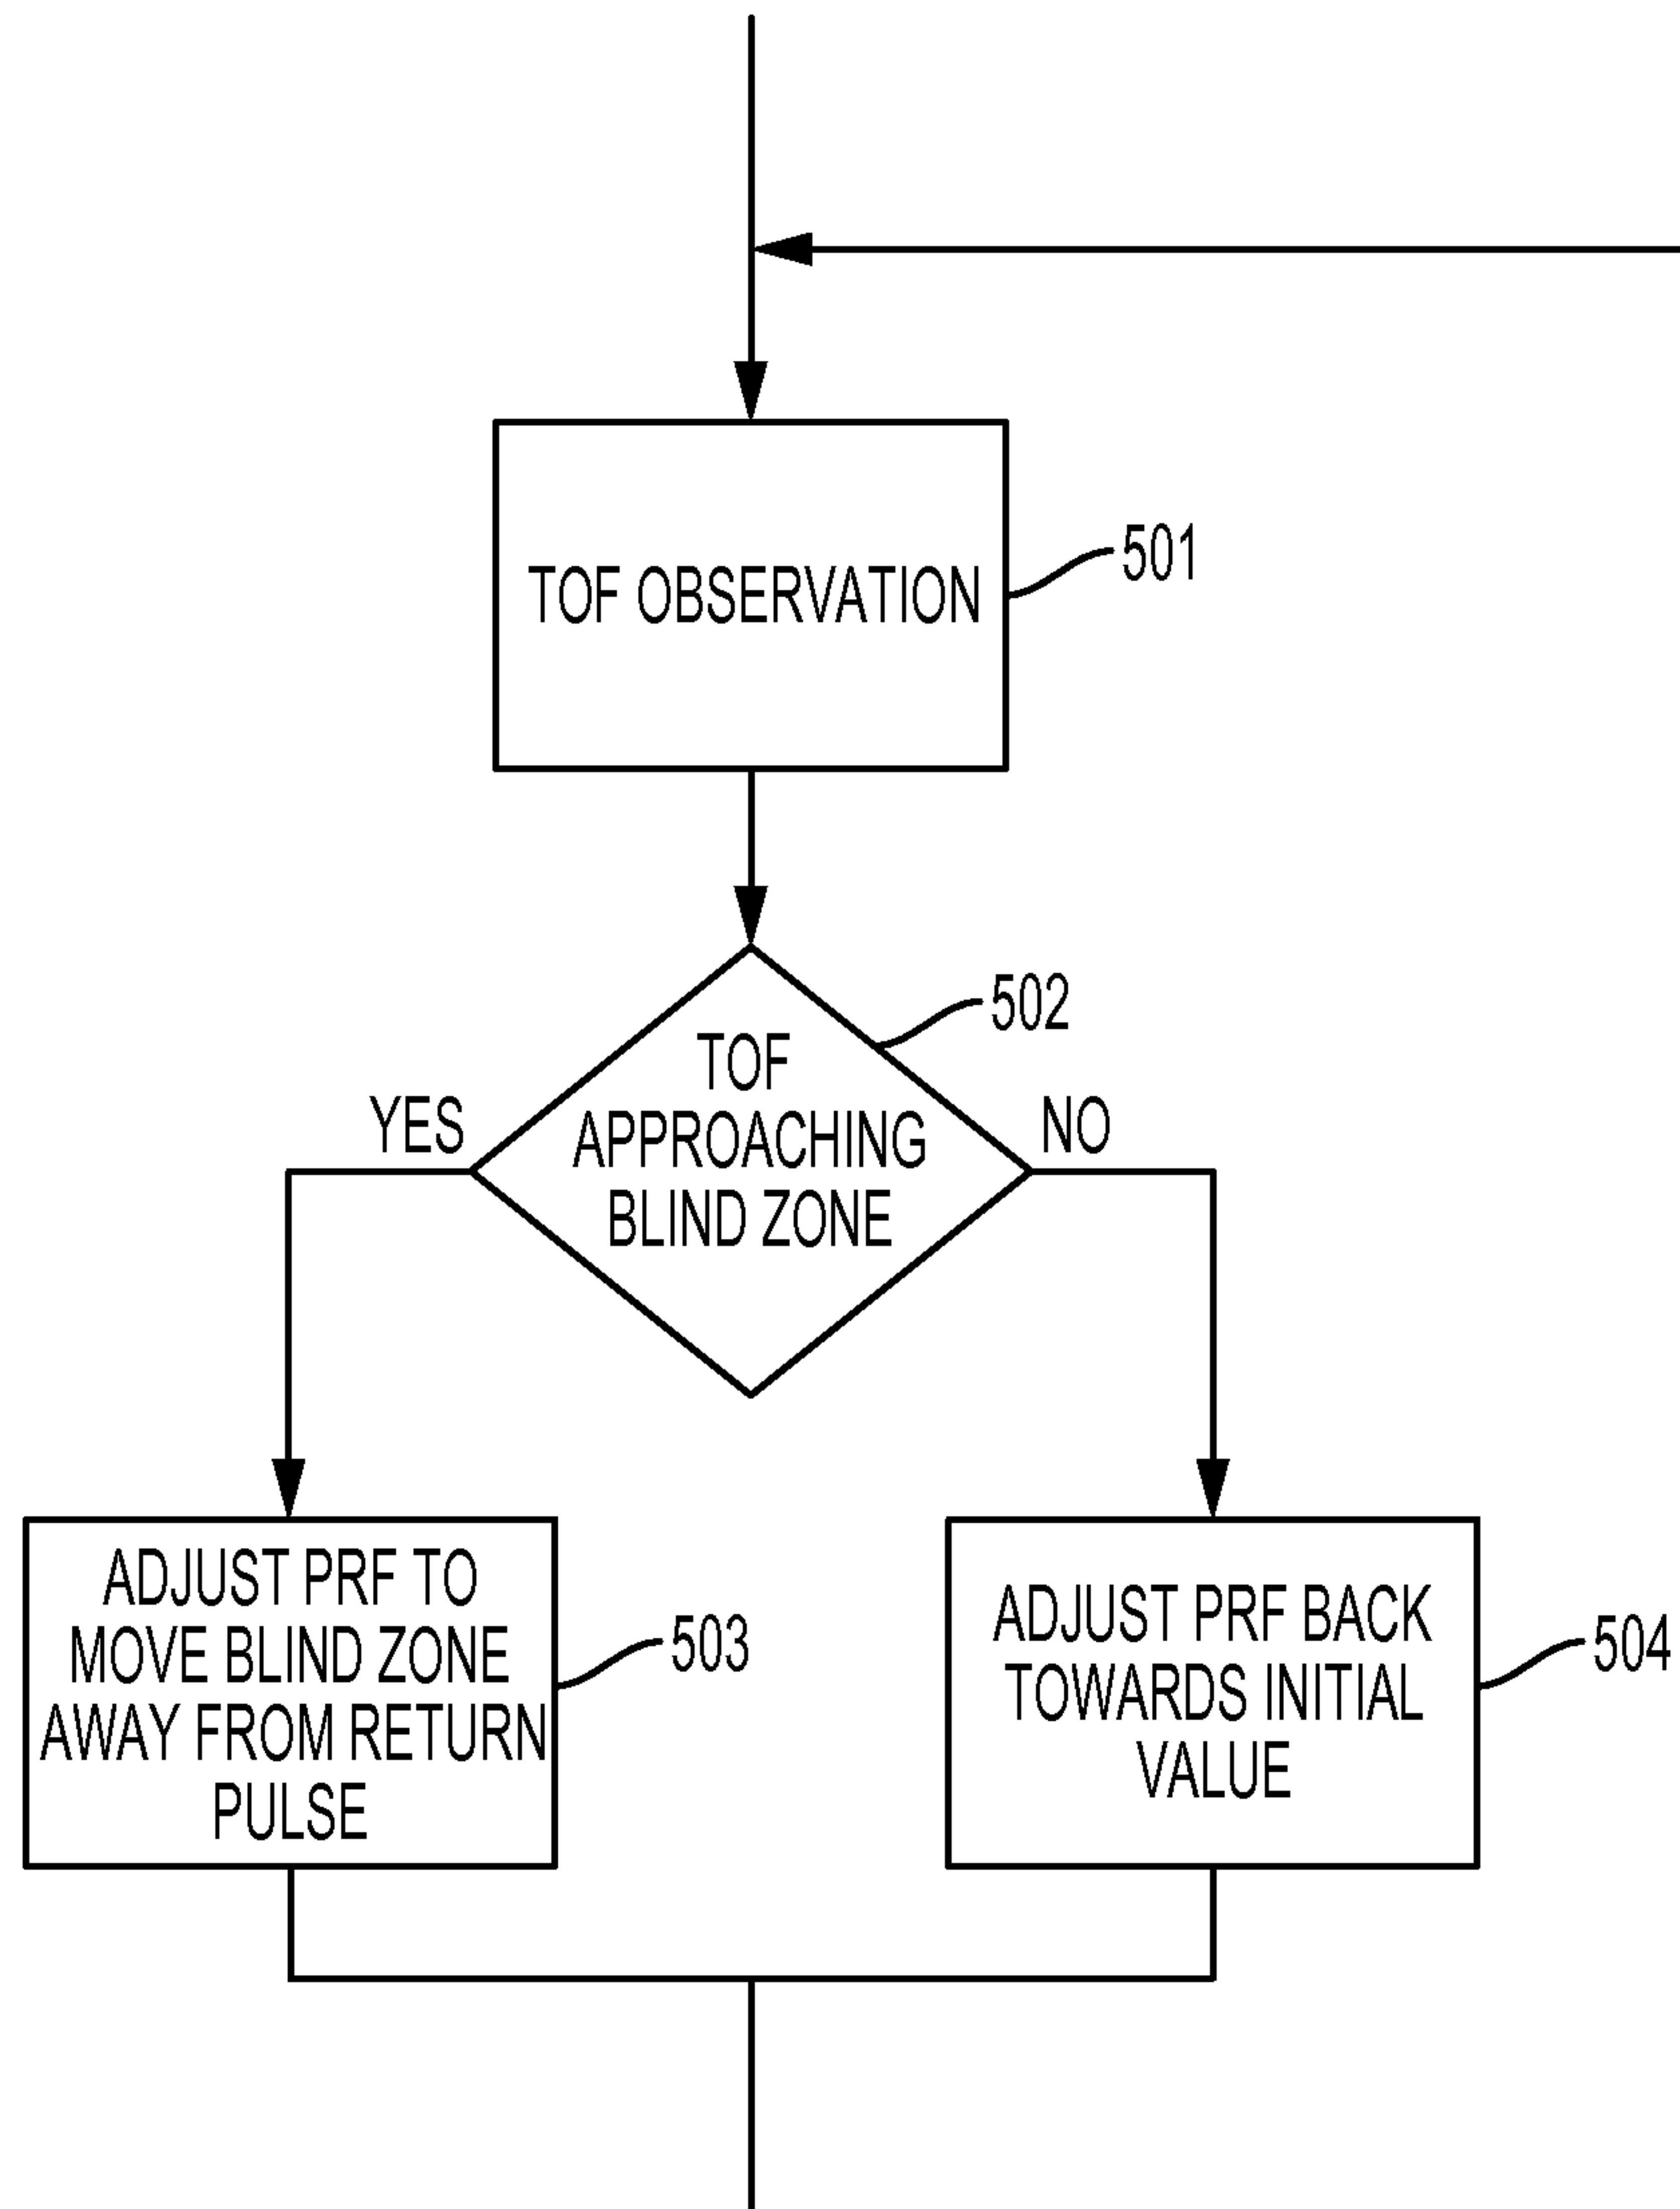 TOF OBSERVATION
501
502
TOF
APPROACHING
BLIND ZONE
YES
NO
ADJUST PRF TO
MOVE BLIND ZONE
AWAY FROM RETURN
PULSE
503
ADJUST PRF BACK
TOWARDS INITIAL
VALUE
504